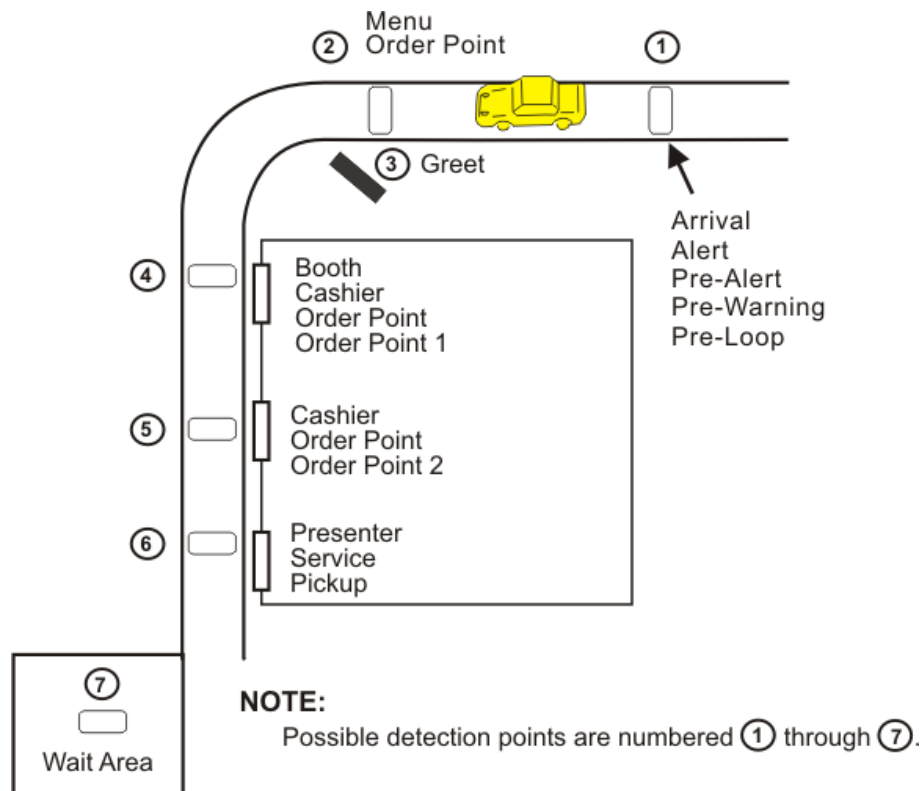 Menu
② Order Point
①
③ Greet
Arrival
Alert
Pre-Alert
Pre-Warning
Pre-Loop
④
Booth
Cashier
Order Point
Order Point 1
⑤
Cashier
Order Point
Order Point 2
⑥
Presenter
Service
Pickup
⑦
Wait Area
NOTE:
Possible detection points are numbered ① through ⑦.